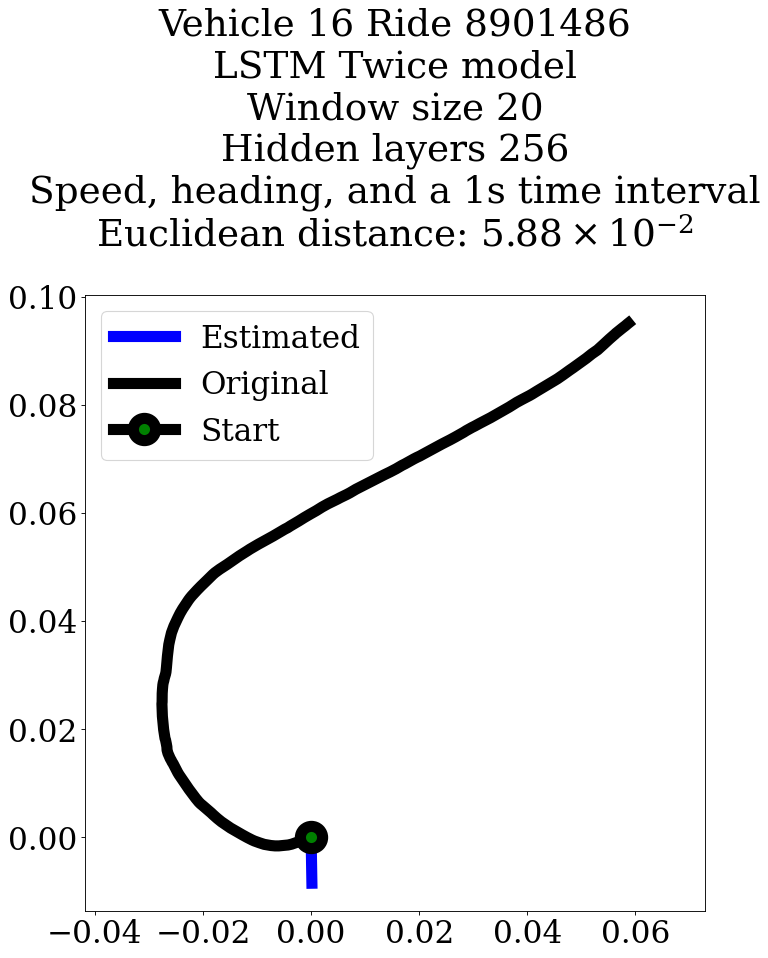 Vehicle 16 Ride 8901486
LSTM Twice model
Window size 20
Hidden layers 256
Speed, heading, and a 1s time interval
Euclidean distance: 5.88 × 10⁻²
0.10
0.08
0.06
0.04
0.02
0.00
Estimated
Original
Start
−0.04 −0.02 0.00 0.02 0.04 0.06